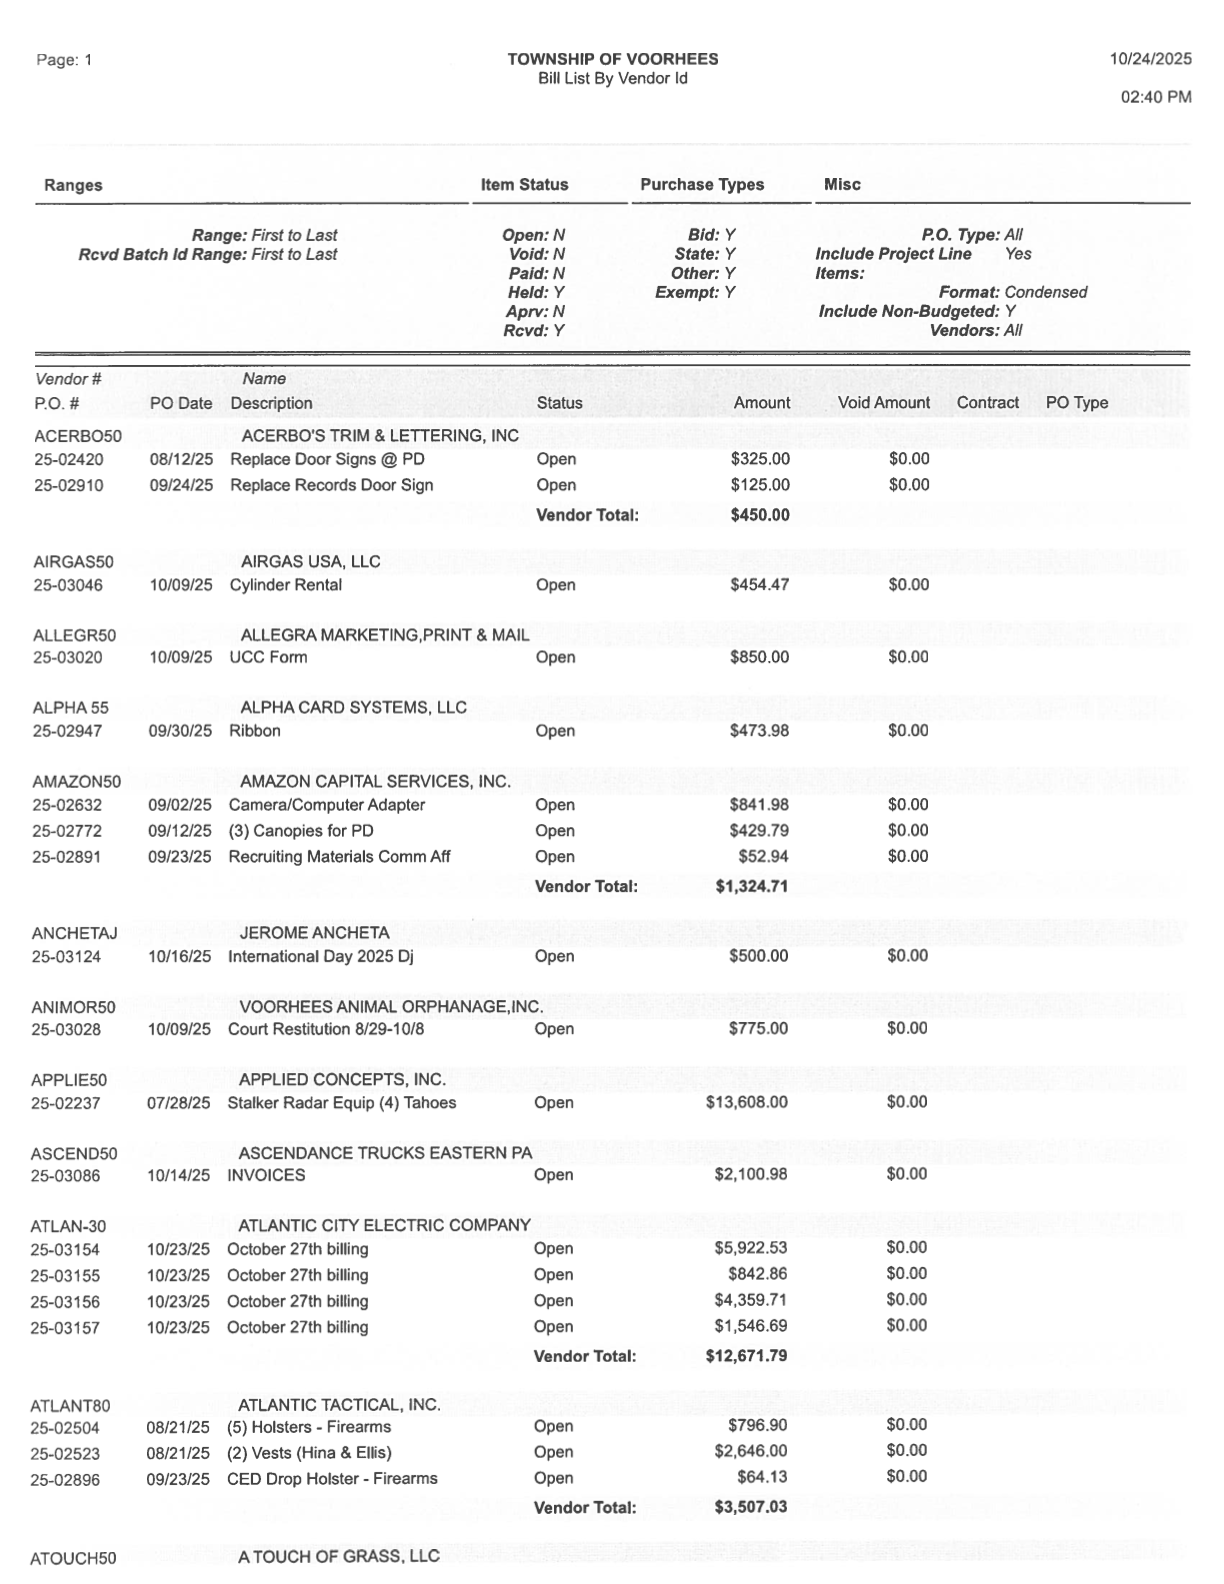 Page: 1 TOWNSHIP OF VOORHEES 10/24/2025
Bill List By Vendor Id
02:40 PM
Ranges Item Status Purchase Types Misc
Range: First to Last Open: N Bid: Y P.O. Type: All
Rcvd Batch Id Range: First to Last Void: N State: Y Include Project Line Yes
Paid: N Other: Y Items:
Held: Y Exempt: Y Format: Condensed
Aprv: N Include Non-Budgeted: Y
Rcvd: Y Vendors: All
Vendor # Name
P.O. # PO Date Description Status Amount Void Amount Contract PO Type
ACERBO50 ACERBO'S TRIM & LETTERING, INC
25-02420 08/12/25 Replace Door Signs @ PD Open $325.00 $0.00
25-02910 09/24/25 Replace Records Door Sign Open $125.00 $0.00
Vendor Total: $450.00
AIRGAS50 AIRGAS USA, LLC
25-03046 10/09/25 Cylinder Rental Open $454.47 $0.00
ALLEGR50 ALLEGRA MARKETING,PRINT & MAIL
25-03020 10/09/25 UCC Form Open $850.00 $0.00
ALPHA 55 ALPHA CARD SYSTEMS, LLC
25-02947 09/30/25 Ribbon Open $473.98 $0.00
AMAZON50 AMAZON CAPITAL SERVICES, INC.
25-02632 09/02/25 Camera/Computer Adapter Open $841.98 $0.00
25-02772 09/12/25 (3) Canopies for PD Open $429.79 $0.00
25-02891 09/23/25 Recruiting Materials Comm Aff Open $52.94 $0.00
Vendor Total: $1,324.71
ANCHETAJ JEROME ANCHETA
25-03124 10/16/25 International Day 2025 Dj Open $500.00 $0.00
ANIMOR50 VOORHEES ANIMAL ORPHANAGE,INC.
25-03028 10/09/25 Court Restitution 8/29-10/8 Open $775.00 $0.00
APPLIE50 APPLIED CONCEPTS, INC.
25-02237 07/28/25 Stalker Radar Equip (4) Tahoes Open $13,608.00 $0.00
ASCEND50 ASCENDANCE TRUCKS EASTERN PA
25-03086 10/14/25 INVOICES Open $2,100.98 $0.00
ATLAN-30 ATLANTIC CITY ELECTRIC COMPANY
25-03154 10/23/25 October 27th billing Open $5,922.53 $0.00
25-03155 10/23/25 October 27th billing Open $842.86 $0.00
25-03156 10/23/25 October 27th billing Open $4,359.71 $0.00
25-03157 10/23/25 October 27th billing Open $1,546.69 $0.00
Vendor Total: $12,671.79
ATLANT80 ATLANTIC TACTICAL, INC.
25-02504 08/21/25 (5) Holsters - Firearms Open $796.90 $0.00
25-02523 08/21/25 (2) Vests (Hina & Ellis) Open $2,646.00 $0.00
25-02896 09/23/25 CED Drop Holster - Firearms Open $64.13 $0.00
Vendor Total: $3,507.03
ATOUCH50 A TOUCH OF GRASS, LLC